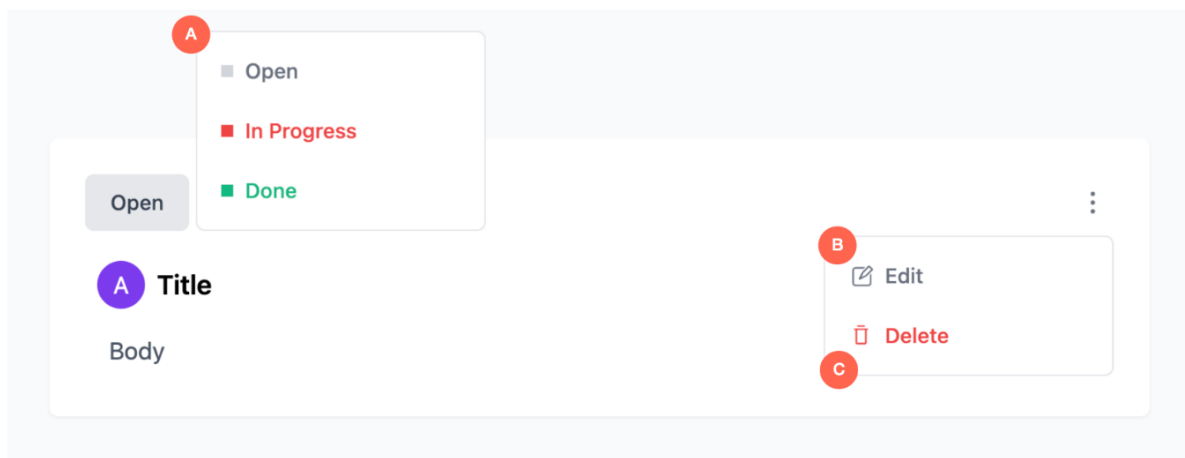 A
Open
In Progress
Done
Open
B
Edit
Delete
C
A Title
Body